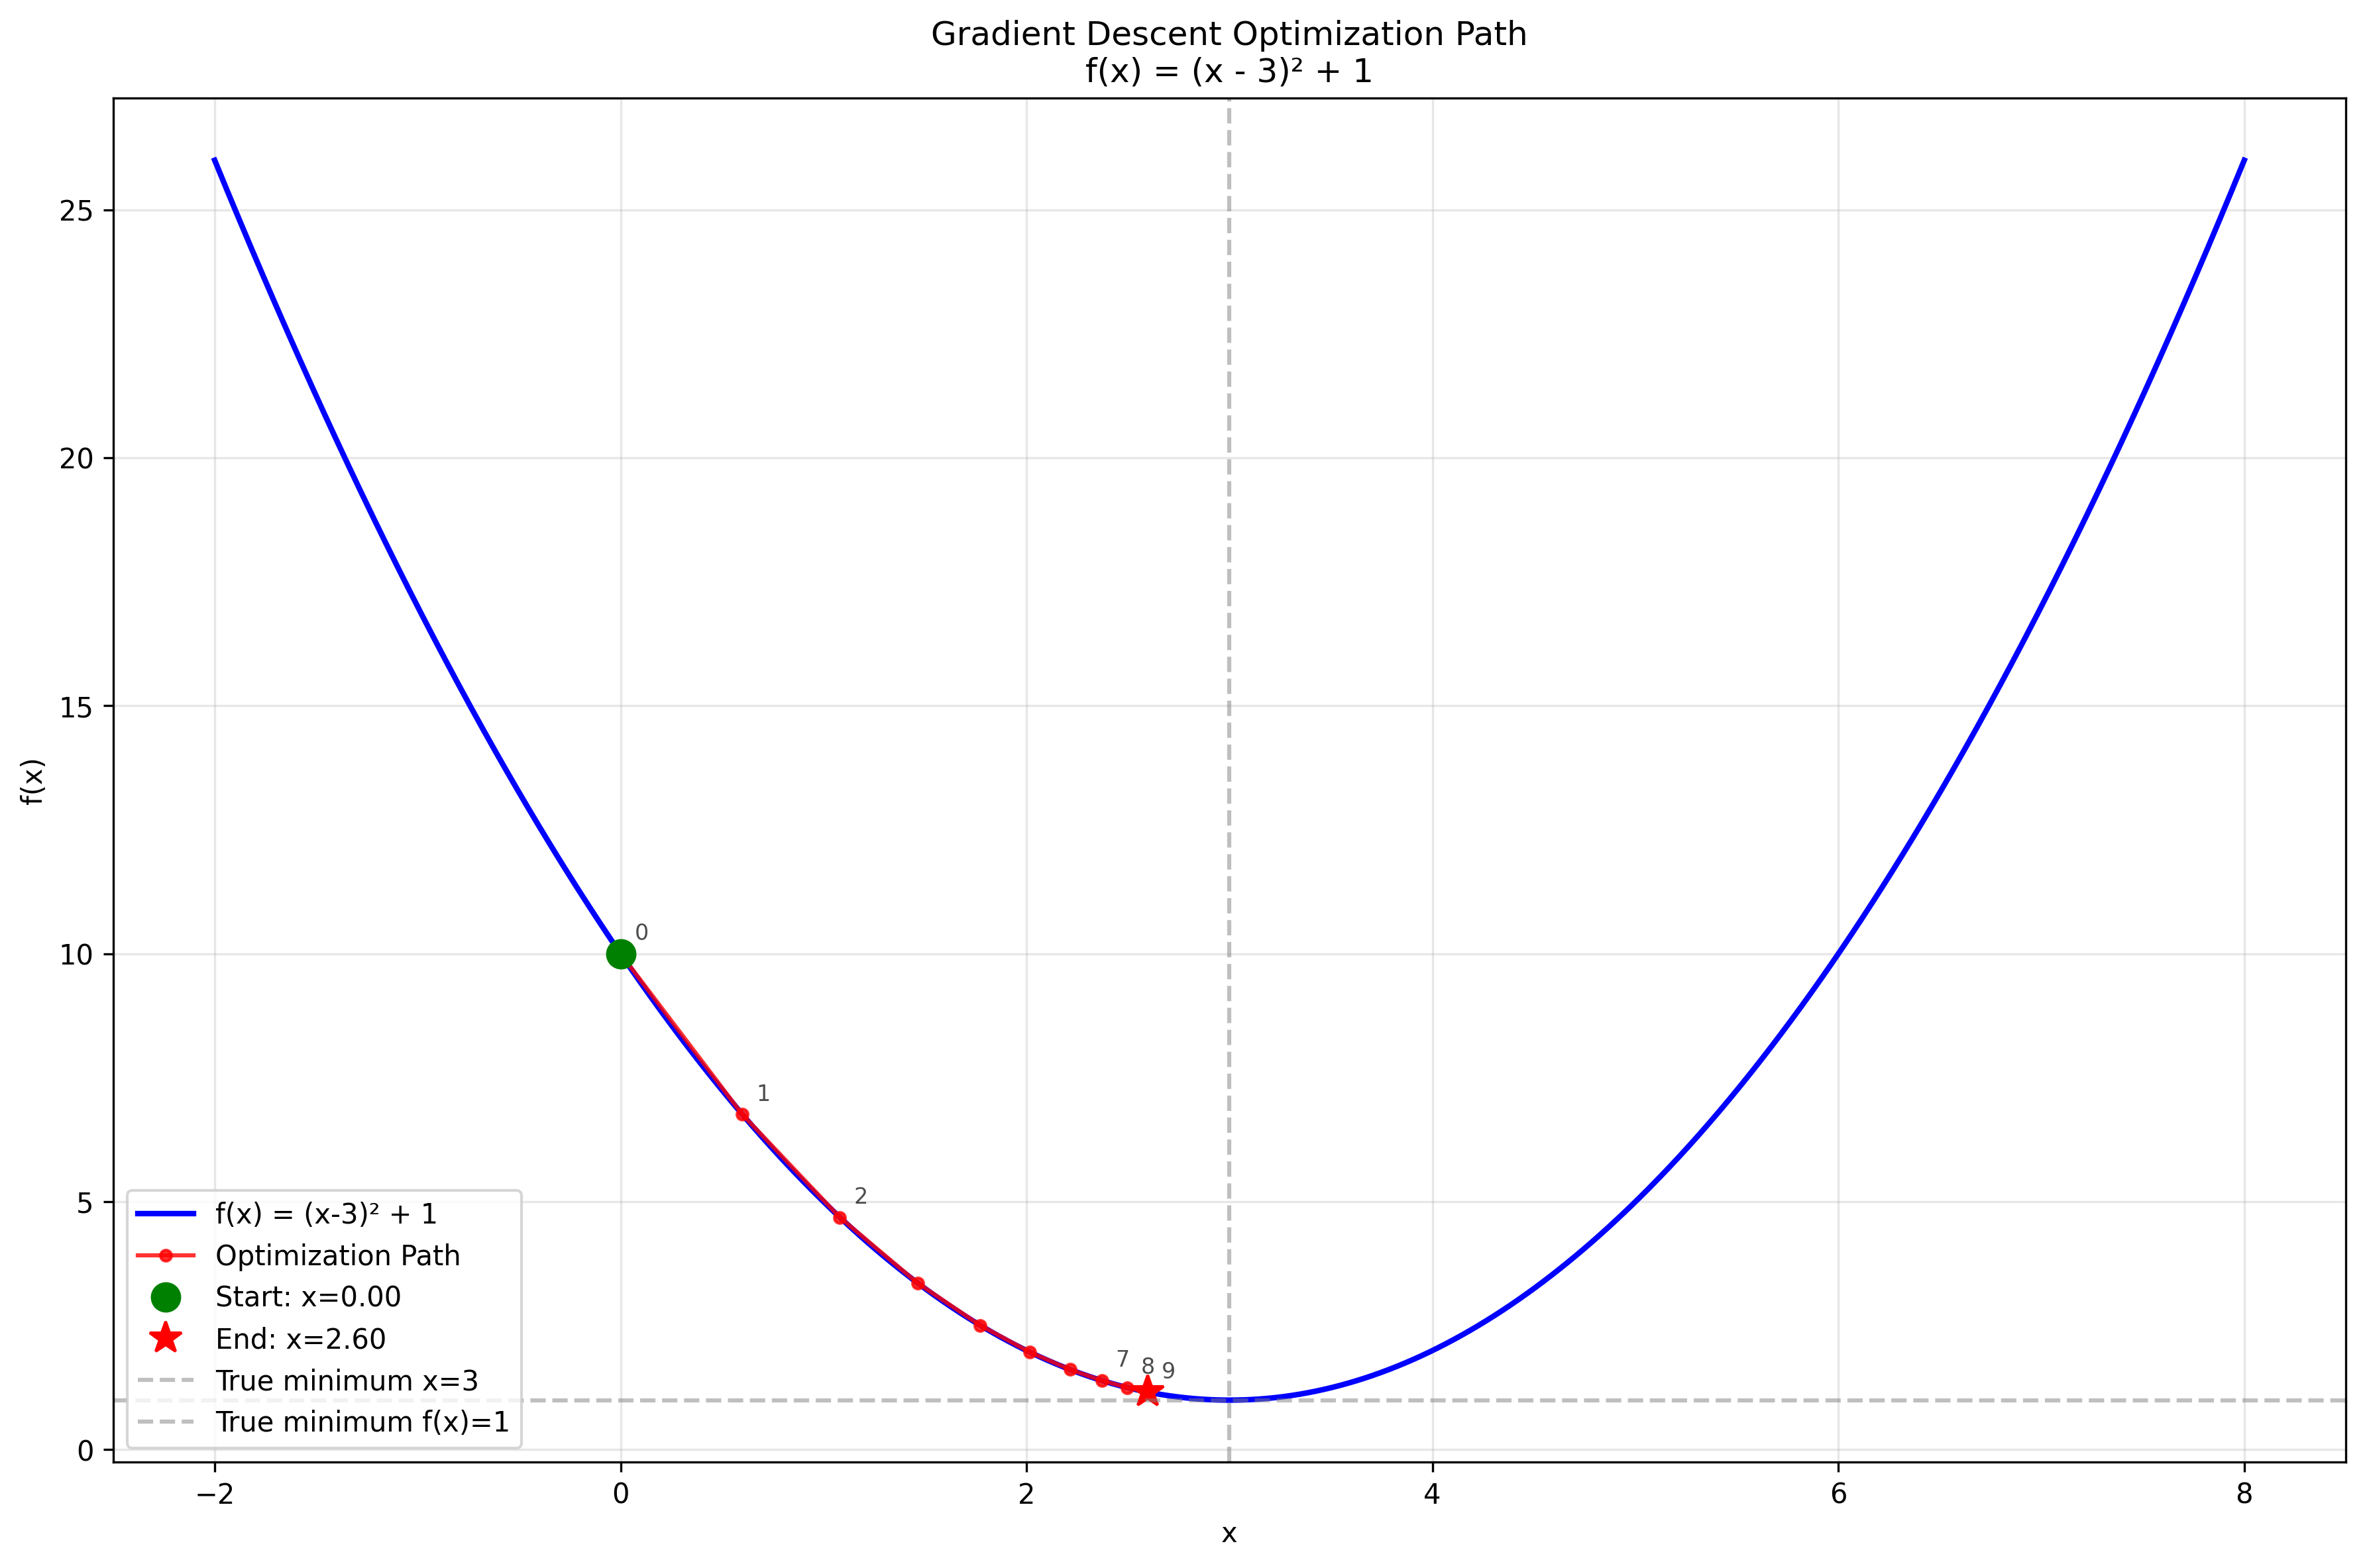 Gradient Descent Optimization Path
f(x) = (x - 3)² + 1
f(x)
25
20
15
10
5
0
0
1
2
7 8 9
f(x) = (x-3)² + 1
Optimization Path
Start: x=0.00
End: x=2.60
True minimum x=3
True minimum f(x)=1
−2 0 2 4 6 8
x